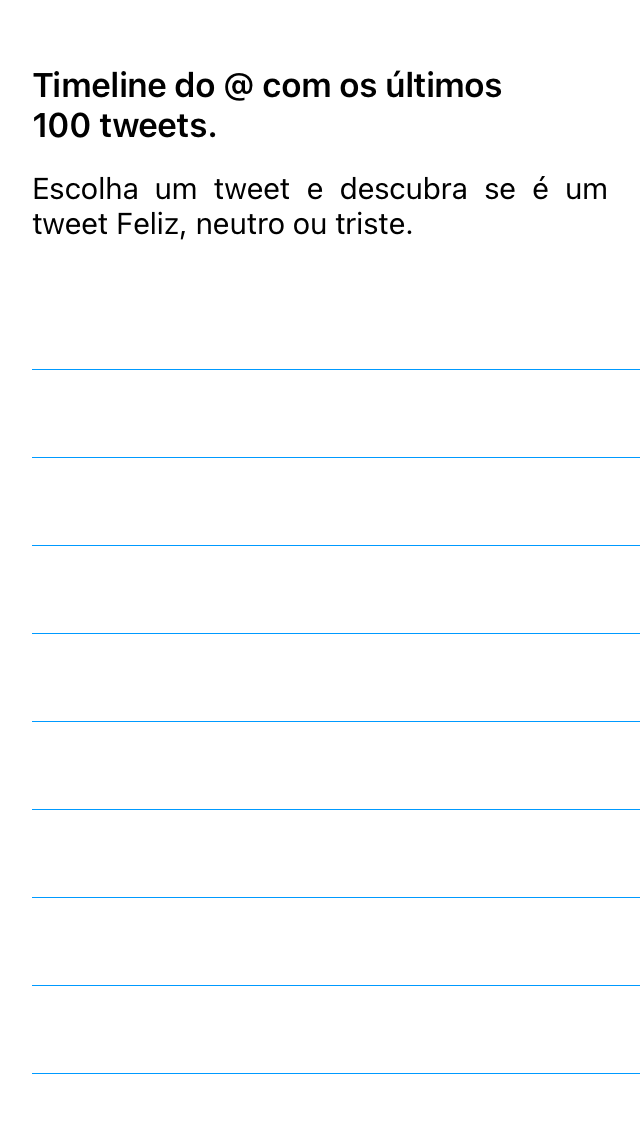 Timeline do @ com os últimos
100 tweets.
Escolha um tweet e descubra se é um
tweet Feliz, neutro ou triste.